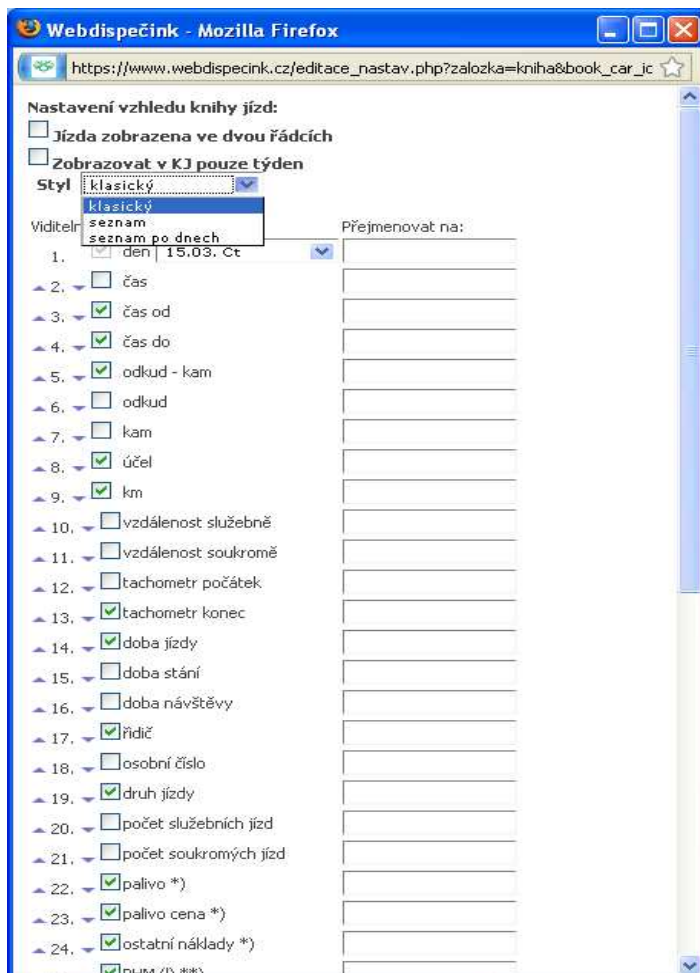 Webdispečink - Mozilla Firefox
https://www.webdispecink.cz/editace_nastav.php?zalozka=kniha&book_car_ic
Nastavení vzhledu knihy jízd:
Jízda zobrazena ve dvou řádcích
Zobrazovat v KJ pouze týden
Styl klasický
klasický
seznam
seznam po dnech
Přejmenovat na:
1. den 15.03. Čt
2. čas
3. čas od
4. čas do
5. odkud - kam
6. odkud
7. kam
8. účel
9. km
10. vzdálenost služebně
11. vzdálenost soukromě
12. tachometr počátek
13. tachometr konec
14. doba jízdy
15. doba stání
16. doba návštěvy
17. řidič
18. osobní číslo
19. druh jízdy
20. počet služebních jízd
21. počet soukromých jízd
22. palivo *)
23. palivo cena *)
24. ostatní náklady *)